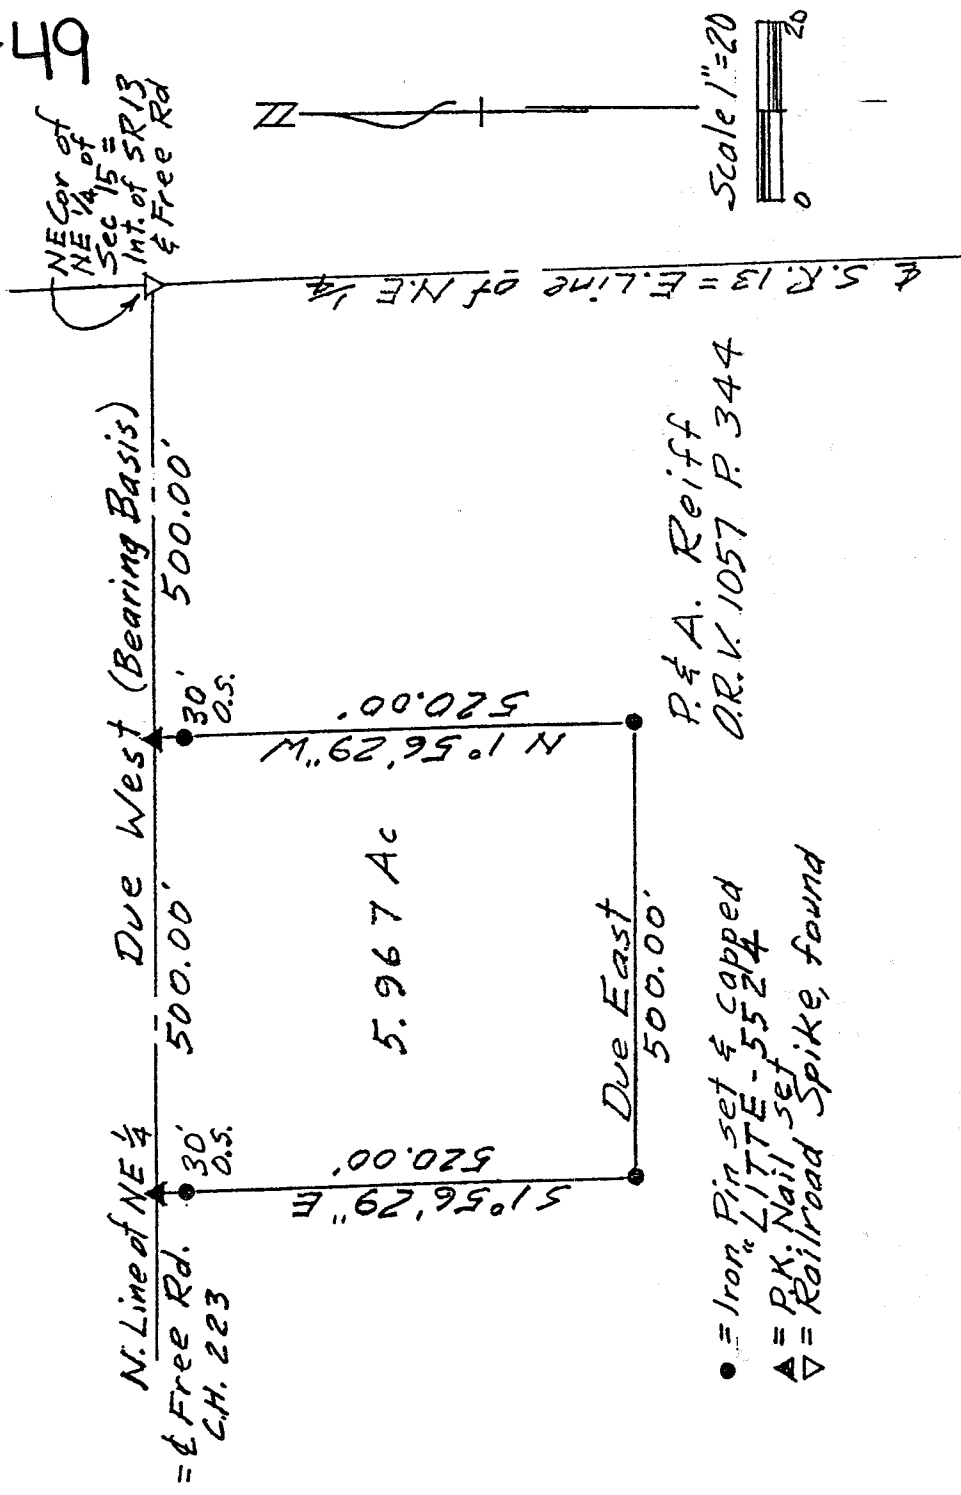 49
NE Cor of
NE 1/4 of
Sec 15 =
Int. of SR 13
& Free Rd
Scale 1"=20
0 20
N. Line of NE 1/4
= ℄ Free Rd.
C.H. 223
Due West (Bearing Basis)
500.00'
500.00'
30'
O.S.
30'
O.S.
S 1° 56' 29" E
520.00'
N 1° 56' 29" W
520.00'
5.967 Ac
Due East
500.00'
℄ S.R. 13 = E. Line of N.E. 1/4
P. & A. Reiff
O.R. V. 1057 P. 344
● = Iron Pin set & capped
"LITTE - 5524
▲ = P.K. Nail set
▽ = Railroad Spike, found